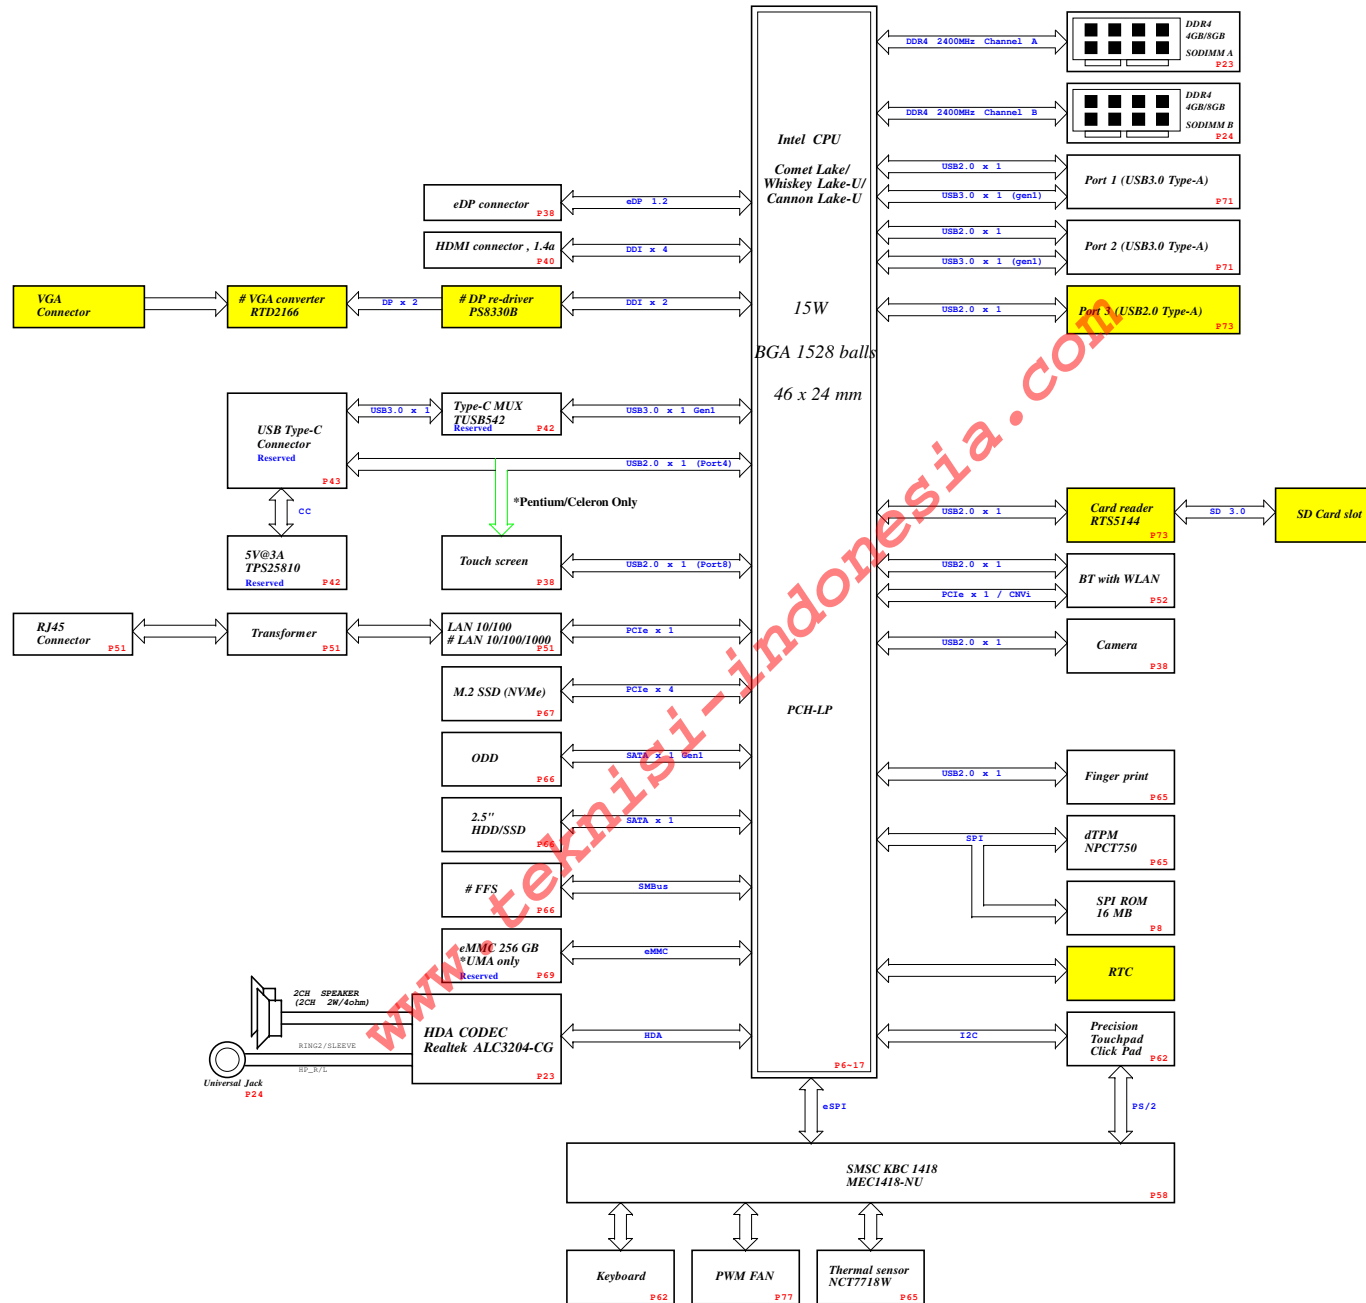 DDR4 2400MHz Channel A
DDR4
4GB/8GB
SODIMM A
P23
DDR4 2400MHz Channel B
DDR4
4GB/8GB
SODIMM B
P24
Intel CPU
Comet Lake/
Whiskey Lake-U/
Cannon Lake-U
15W
BGA 1528 balls
46 x 24 mm
PCH-LP
P6~17
USB2.0 x 1
USB3.0 x 1 (gen1)
Port 1 (USB3.0 Type-A)
P71
USB2.0 x 1
USB3.0 x 1 (gen1)
Port 2 (USB3.0 Type-A)
P71
USB2.0 x 1
Port 3 (USB2.0 Type-A)
P73
eDP connector
P38
eDP 1.2
HDMI connector , 1.4a
P40
DDI x 4
VGA
Connector
# VGA converter
RTD2166
DP x 2
# DP re-driver
PS8330B
DDI x 2
USB Type-C
Connector
Reserved
P43
USB3.0 x 1
Type-C MUX
TUSB542
Reserved
P42
USB3.0 x 1 Gen1
USB2.0 x 1 (Port4)
*Pentium/Celeron Only
CC
5V@3A
TPS25810
Reserved
P42
Touch screen
P38
USB2.0 x 1 (Port8)
RJ45
Connector
P51
Transformer
P51
LAN 10/100
# LAN 10/100/1000
P51
PCIe x 1
M.2 SSD (NVMe)
P67
PCIe x 4
ODD
P66
SATA x 1 Gen1
2.5"
HDD/SSD
P66
SATA x 1
# FFS
P66
SMBus
eMMC 256 GB
*UMA only
Reserved
P69
eMMC
2CH SPEAKER
(2CH 2W/4ohm)
RING2/SLEEVE
HP_R/L
Universal Jack
P24
HDA CODEC
Realtek ALC3204-CG
P23
HDA
USB2.0 x 1
Card reader
RTS5144
P73
SD 3.0
SD Card slot
USB2.0 x 1
PCIe x 1 / CNVi
BT with WLAN
P52
USB2.0 x 1
Camera
P38
USB2.0 x 1
Finger print
P65
SPI
dTPM
NPCT750
P65
SPI ROM
16 MB
P8
RTC
I2C
Precision
Touchpad
Click Pad
P62
eSPI
PS/2
SMSC KBC 1418
MEC1418-NU
P58
Keyboard
P62
PWM FAN
P77
Thermal sensor
NCT7718W
P65
www.teknisi-indonesia.com